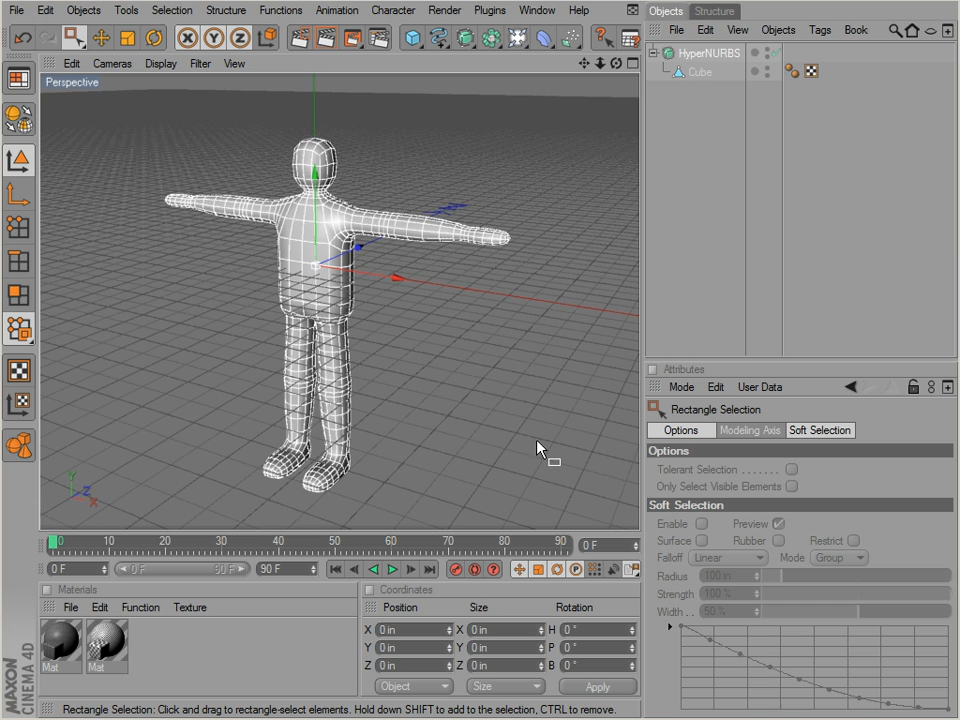 File Edit Objects Tools Selection Structure Functions Animation Character Render Plugins Window Help
Objects Structure
File Edit View Objects Tags Book
Edit Cameras Display Filter View
HyperNURBS
Cube
Perspective
Y
Z
X
Attributes
Mode Edit User Data
Rectangle Selection
Options Modeling Axis Soft Selection
Options
Tolerant Selection
Only Select Visible Elements
Soft Selection
Enable Preview
Surface Rubber Restrict
Falloff Linear Mode Group
Radius 100 in
Strength 100 %
Width 50 %
0 10 20 30 40 50 60 70 80 90 0 F
0 F 0 F 90 F 90 F
Materials
File Edit Function Texture
Mat Mat
Coordinates
Position Size Rotation
X 0 in X 0 in H 0 °
Y 0 in Y 0 in P 0 °
Z 0 in Z 0 in B 0 °
Object Size Apply
MAXON
CINEMA 4D
Rectangle Selection: Click and drag to rectangle-select elements. Hold down SHIFT to add to the selection, CTRL to remove.